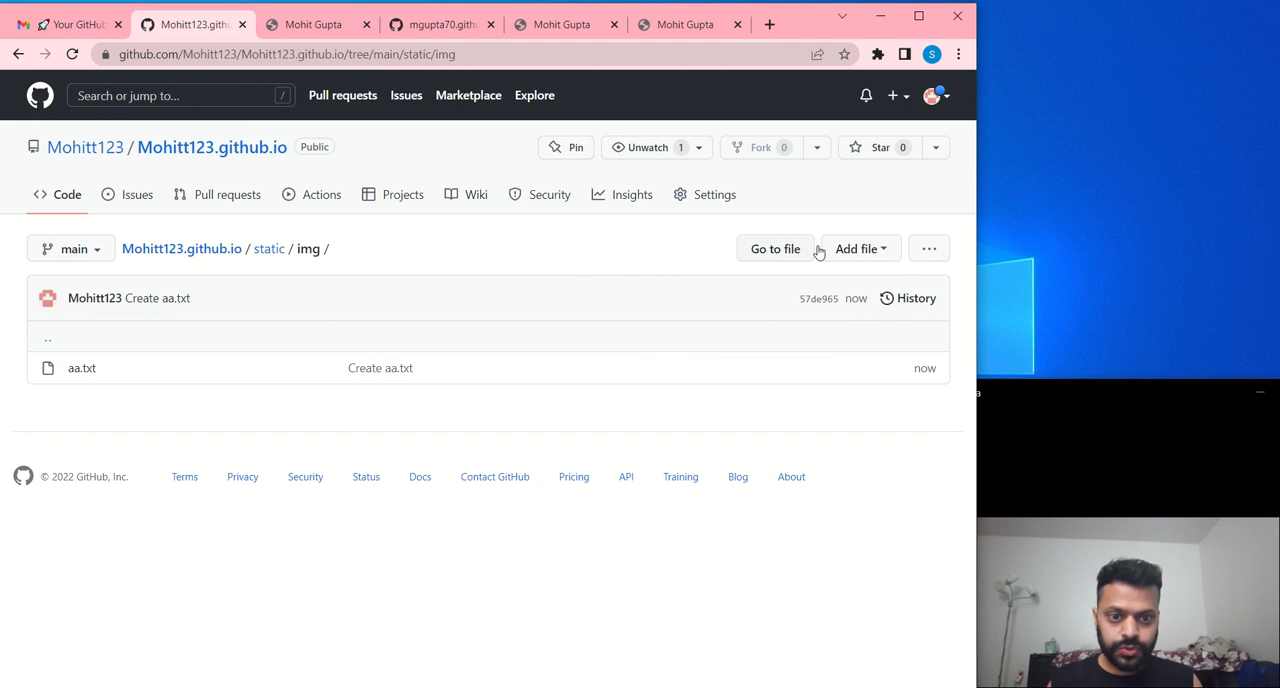 🚀 Your GitHub
Mohitt123.gith
Mohit Gupta
mgupta70.gith
Mohit Gupta
Mohit Gupta
github.com/Mohitt123/Mohitt123.github.io/tree/main/static/img
S
Search or jump to... /
Pull requests Issues Marketplace Explore
Mohitt123 / Mohitt123.github.io Public
Pin Unwatch 1 Fork 0 Star 0
Code Issues Pull requests Actions Projects Wiki Security Insights Settings
main Mohitt123.github.io / static / img / Go to file Add file ...
Mohitt123 Create aa.txt 57de965 now History
..
aa.txt Create aa.txt now
© 2022 GitHub, Inc. Terms Privacy Security Status Docs Contact GitHub Pricing API Training Blog About